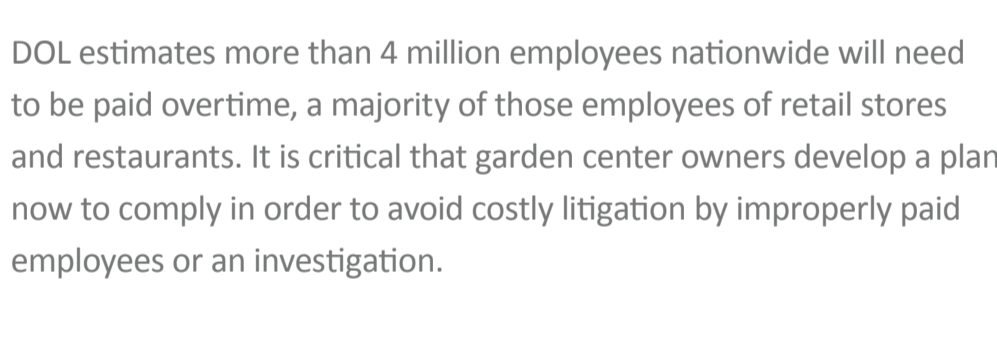 DOL estimates more than 4 million employees nationwide will need
to be paid overtime, a majority of those employees of retail stores
and restaurants. It is critical that garden center owners develop a plan
now to comply in order to avoid costly litigation by improperly paid
employees or an investigation.